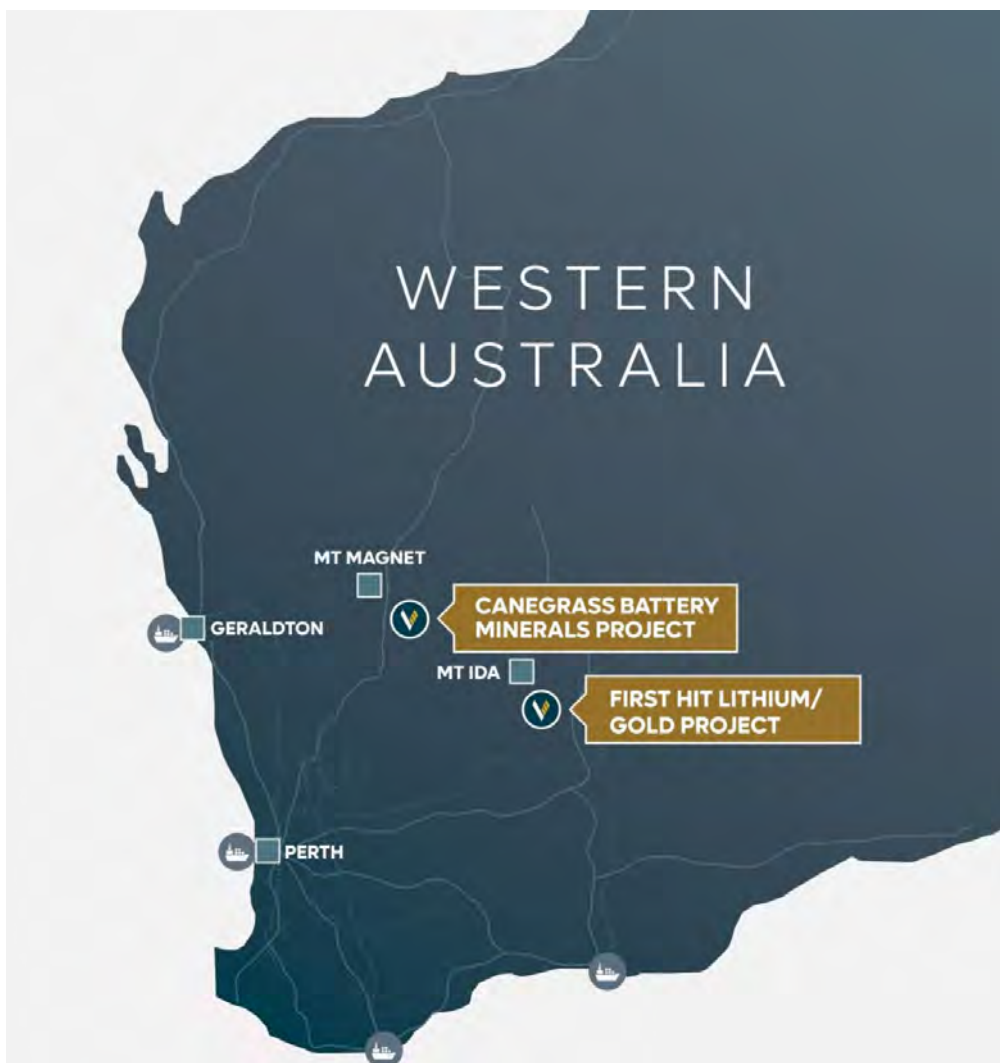 WESTERN
AUSTRALIA
MT MAGNET
CANEGRASS BATTERY
MINERALS PROJECT
GERALDTON
MT IDA
FIRST HIT LITHIUM/
GOLD PROJECT
PERTH